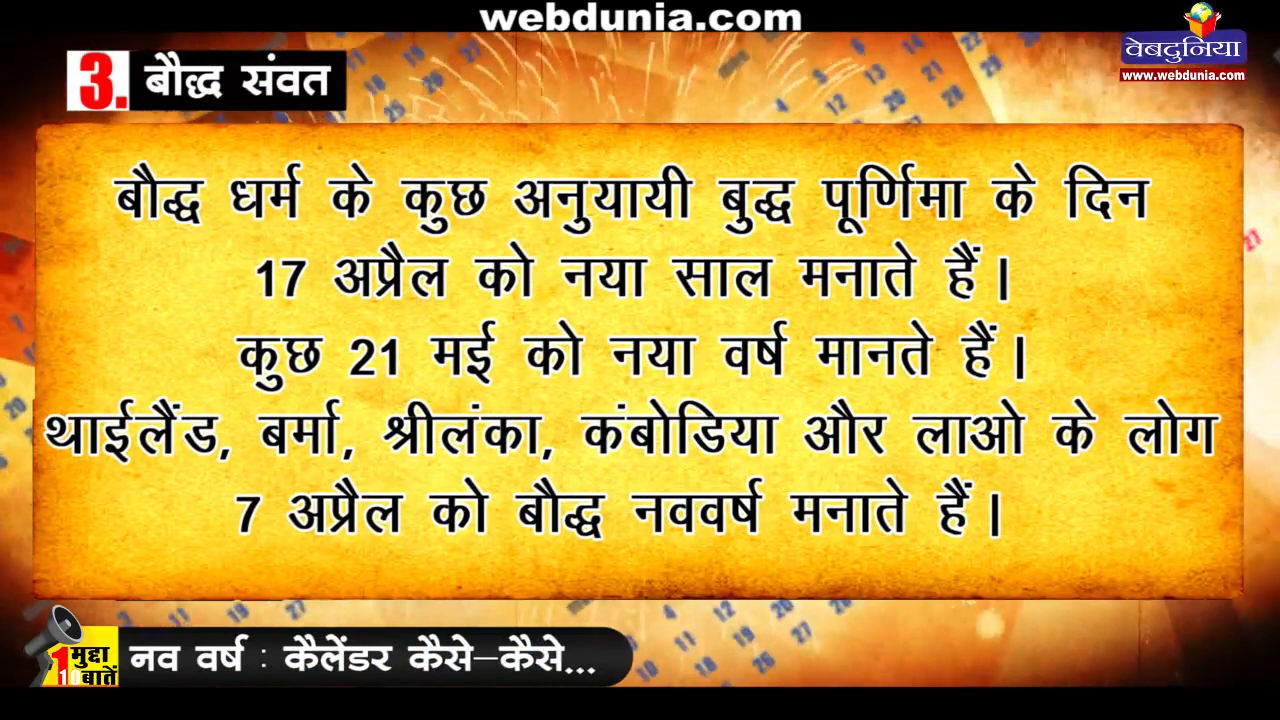 webdunia.com
वेबदुनिया
www.webdunia.com
3. बौद्ध संवत
बौद्ध धर्म के कुछ अनुयायी बुद्ध पूर्णिमा के दिन
17 अप्रैल को नया साल मनाते हैं।
कुछ 21 मई को नया वर्ष मानते हैं।
थाईलैंड, बर्मा, श्रीलंका, कंबोडिया और लाओ के लोग
7 अप्रैल को बौद्ध नववर्ष मनाते हैं।
1 मुद्दा
10 बातें
नव वर्ष : कैलेंडर कैसे-कैसे...